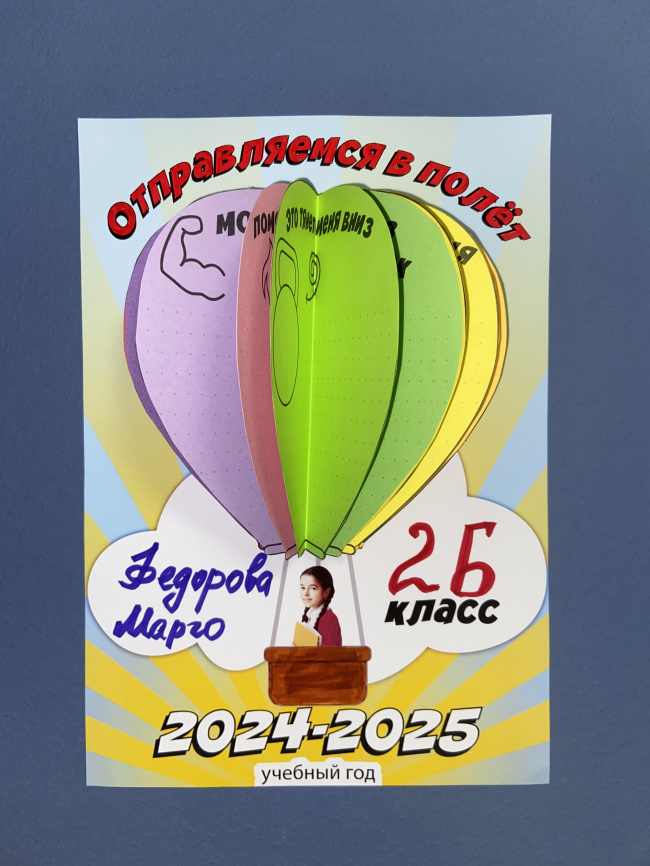 Отправляемся в полёт
это тянет меня вниз
Федорова
Марго
2Б
класс
2024-2025
учебный год